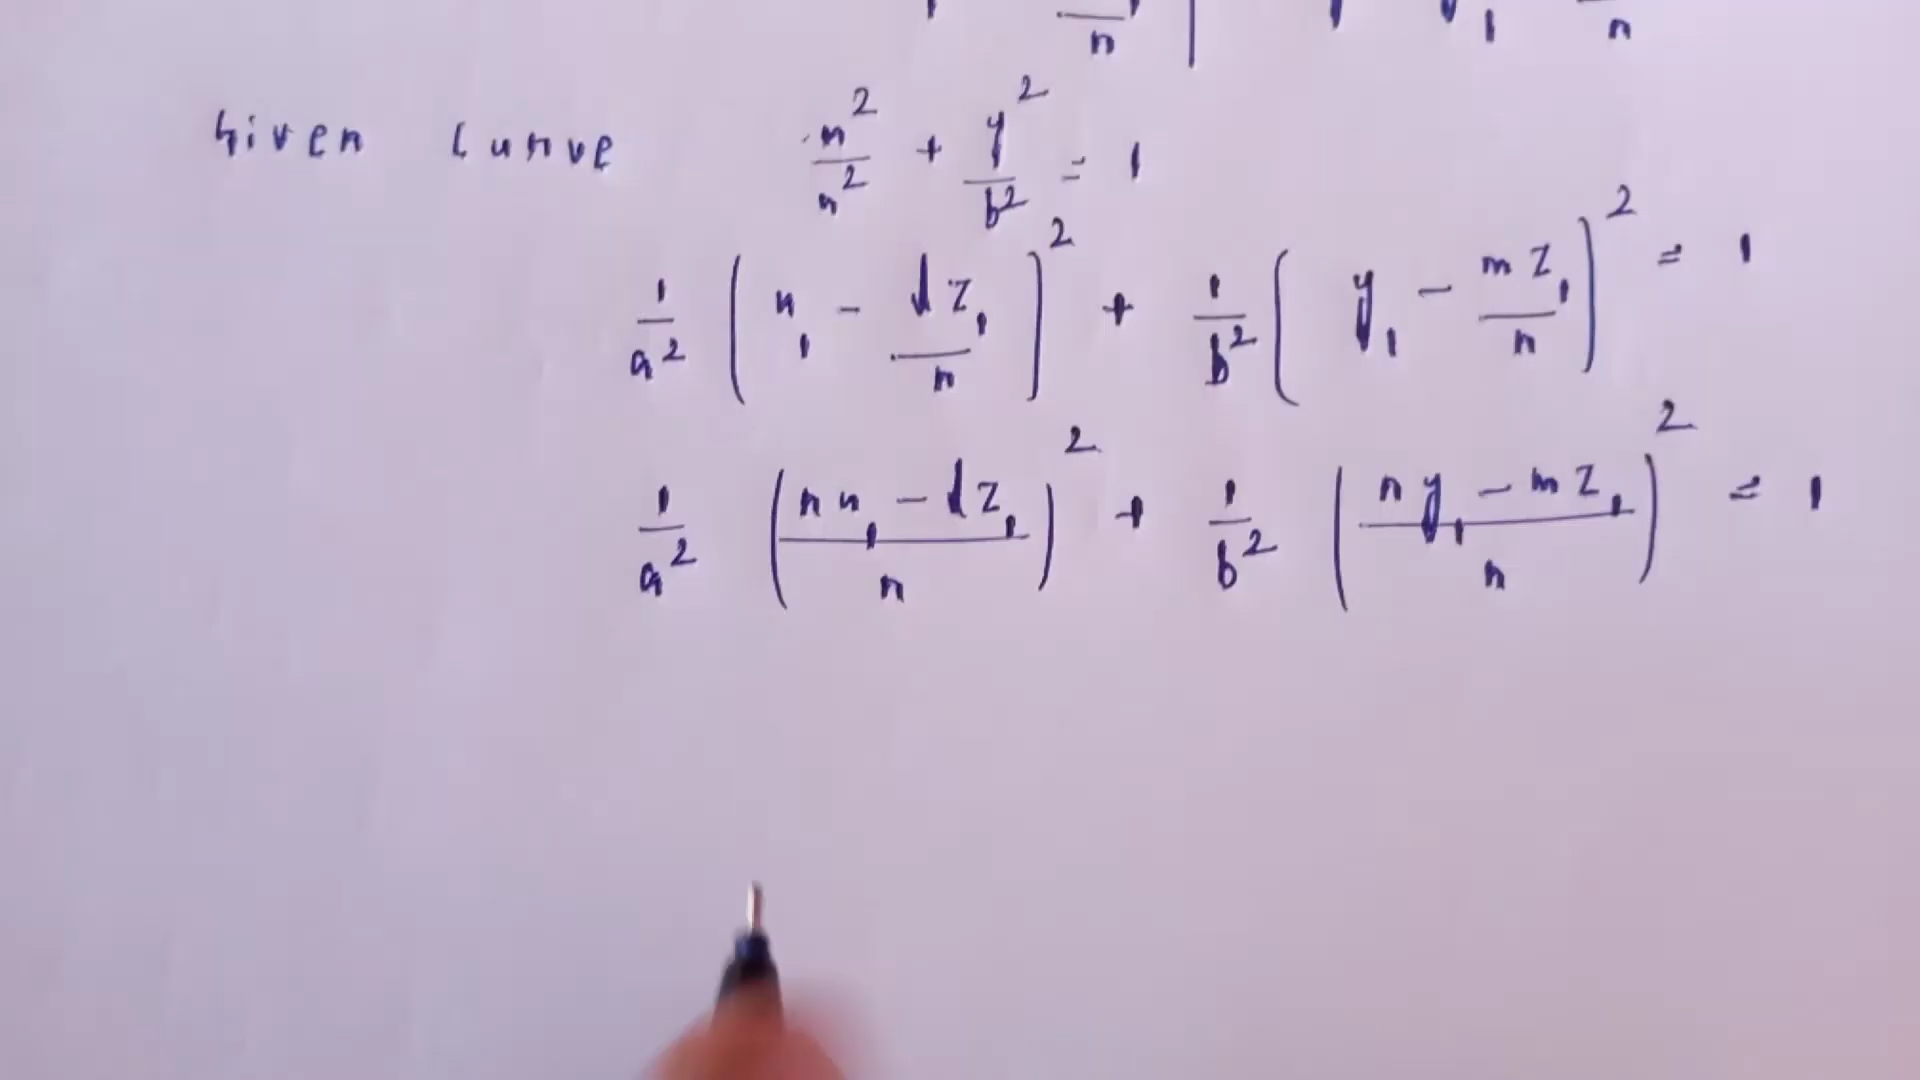 n | 1 n
Given Curve x²/a² + y²/b² = 1
1/a² (x₁ - lz₁/n)² + 1/b² (y₁ - mz₁/n)² = 1
1/a² ((nx₁ - lz₁)/n)² + 1/b² ((ny₁ - mz₁)/n)² = 1